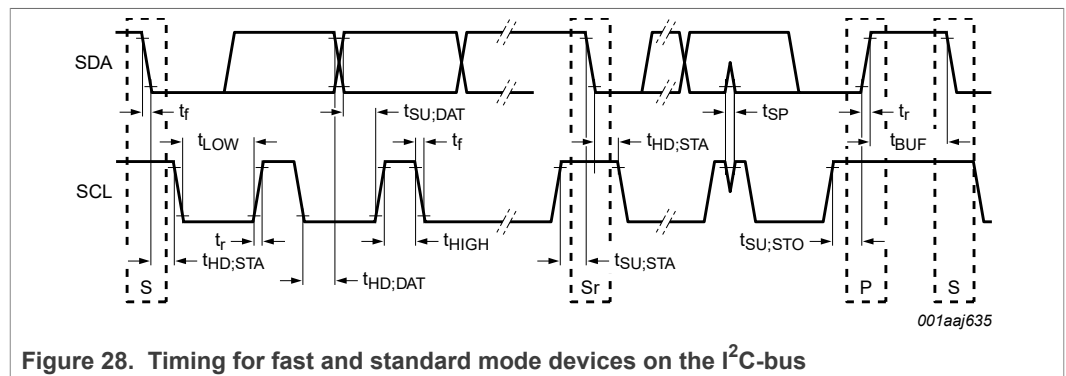 SDA
t_f
t_SU;DAT
t_SP
t_r
t_LOW
t_f
t_HD;STA
t_BUF
SCL
t_r
t_HIGH
t_SU;STO
t_HD;STA
t_SU;STA
t_HD;DAT
S
Sr
P
S
001aaj635
Figure 28. Timing for fast and standard mode devices on the I²C-bus